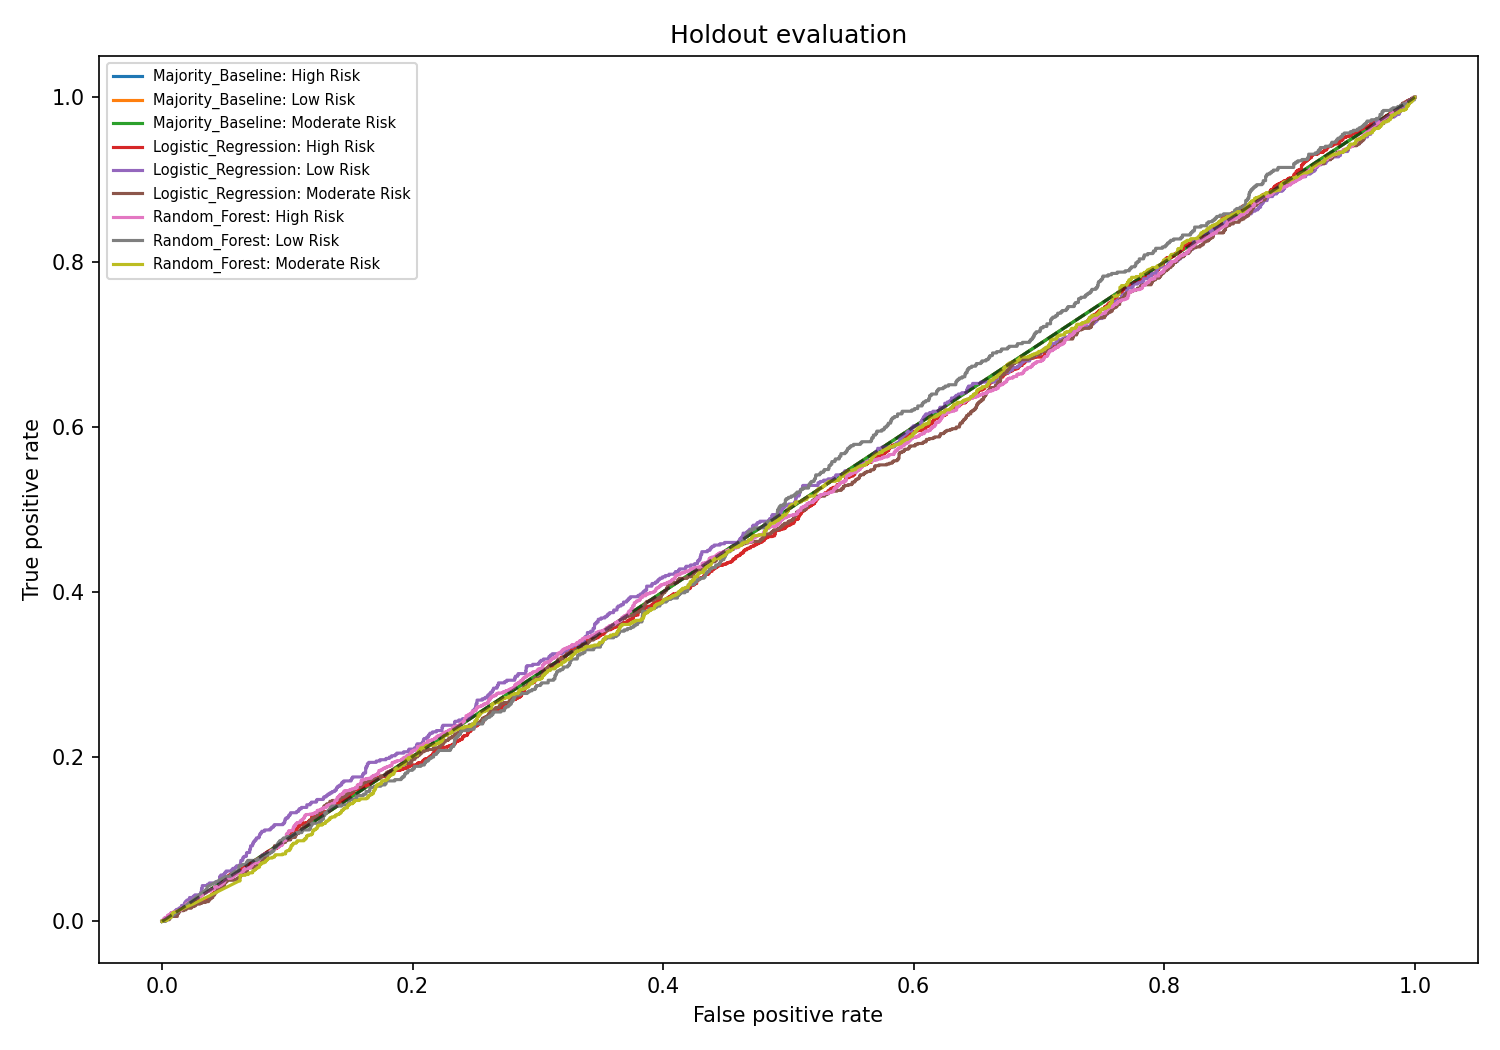 Holdout evaluation
Majority_Baseline: High Risk
Majority_Baseline: Low Risk
Majority_Baseline: Moderate Risk
Logistic_Regression: High Risk
Logistic_Regression: Low Risk
Logistic_Regression: Moderate Risk
Random_Forest: High Risk
Random_Forest: Low Risk
Random_Forest: Moderate Risk
1.0
0.8
0.6
0.4
0.2
0.0
True positive rate
0.0 0.2 0.4 0.6 0.8 1.0
False positive rate